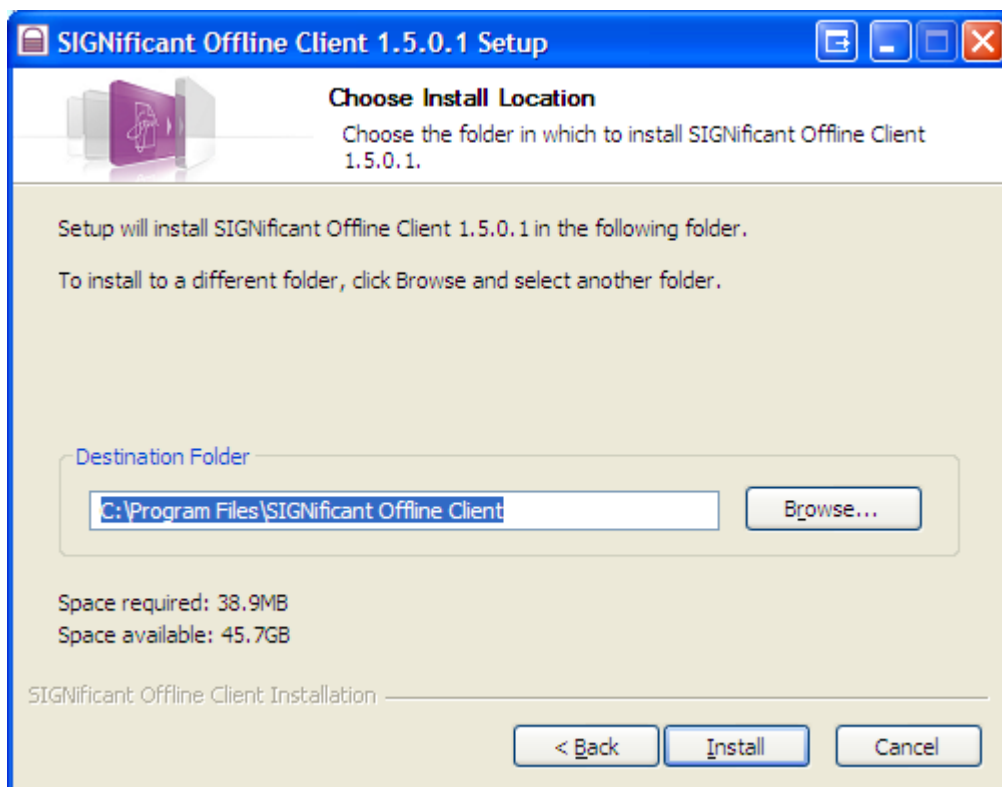 SIGNificant Offline Client 1.5.0.1 Setup
Choose Install Location
Choose the folder in which to install SIGNificant Offline Client
1.5.0.1.
Setup will install SIGNificant Offline Client 1.5.0.1 in the following folder.
To install to a different folder, click Browse and select another folder.
Destination Folder
C:\Program Files\SIGNificant Offline Client
Browse...
Space required: 38.9MB
Space available: 45.7GB
SIGNificant Offline Client Installation
< Back
Install
Cancel